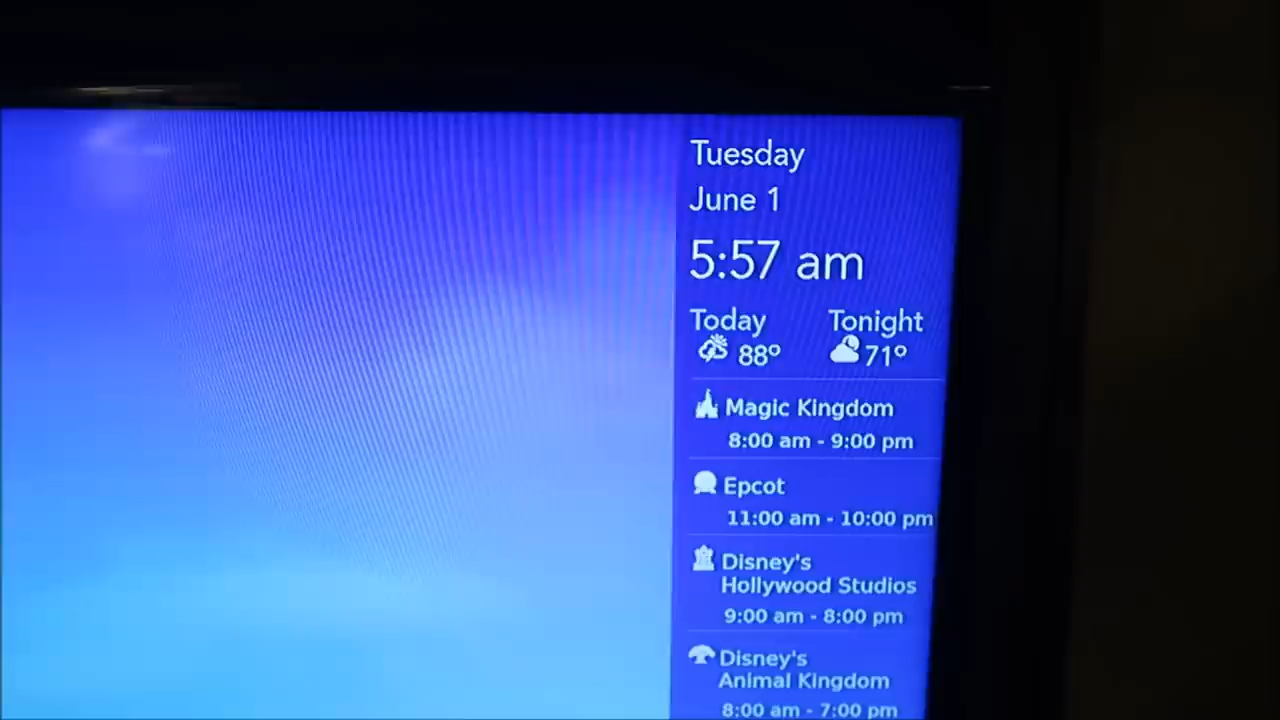 Tuesday
June 1
5:57 am
Today Tonight
88° 71°
Magic Kingdom
8:00 am - 9:00 pm
Epcot
11:00 am - 10:00 pm
Disney's
Hollywood Studios
9:00 am - 8:00 pm
Disney's
Animal Kingdom
8:00 am - 7:00 pm